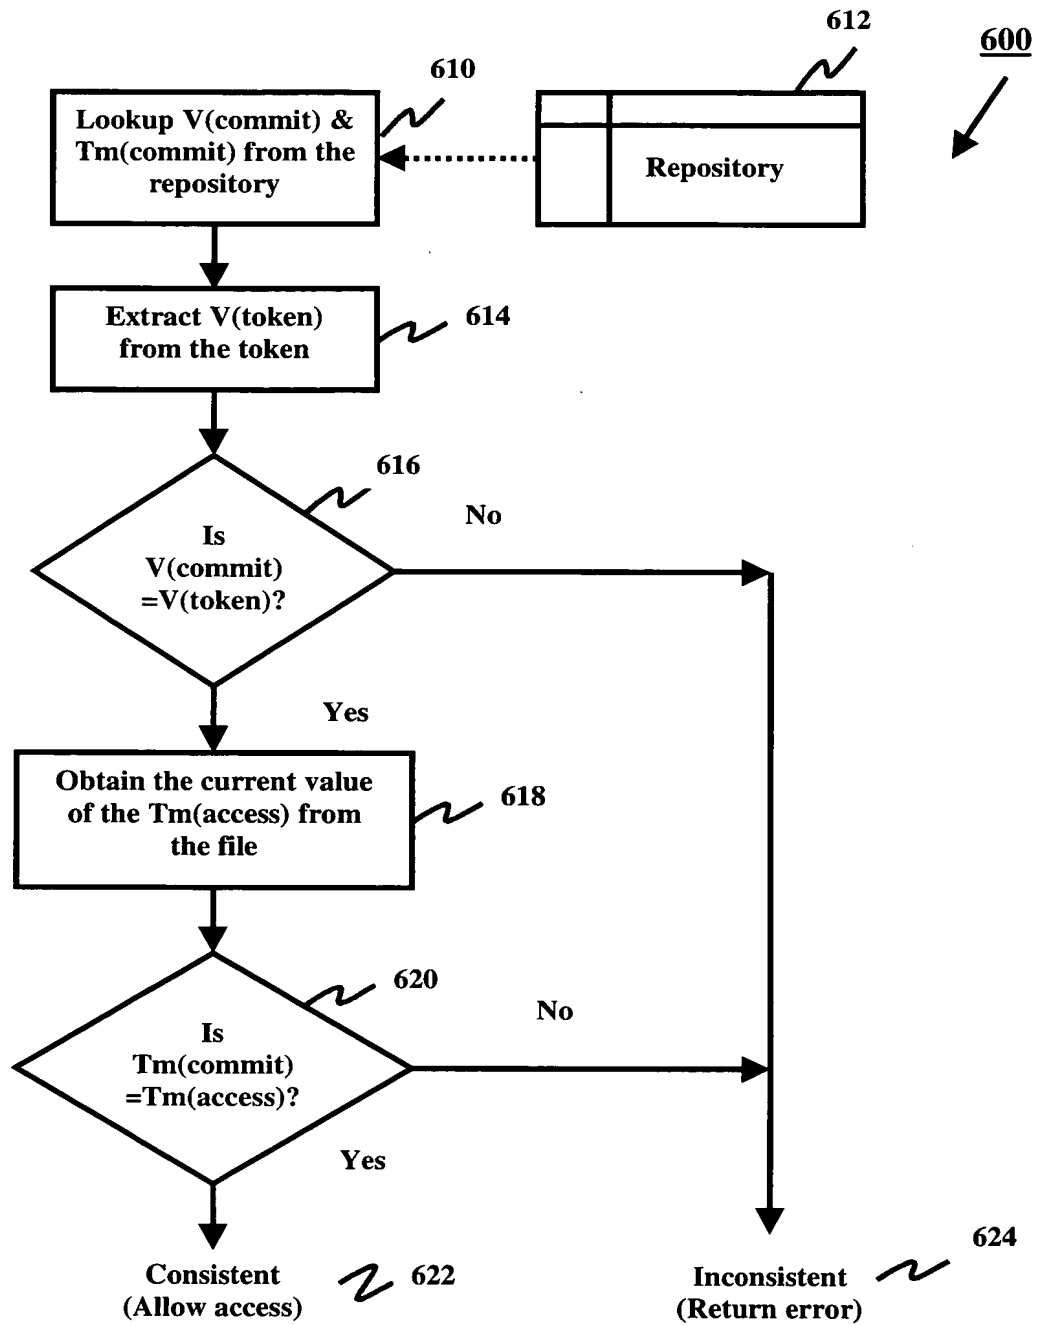 612
600
610
Lookup V(commit) &
Tm(commit) from the
repository
Repository
Extract V(token)
from the token
614
616
No
Is
V(commit)
=V(token)?
Yes
Obtain the current value
of the Tm(access) from
the file
618
620
No
Is
Tm(commit)
=Tm(access)?
Yes
Consistent
(Allow access)
622
624
Inconsistent
(Return error)